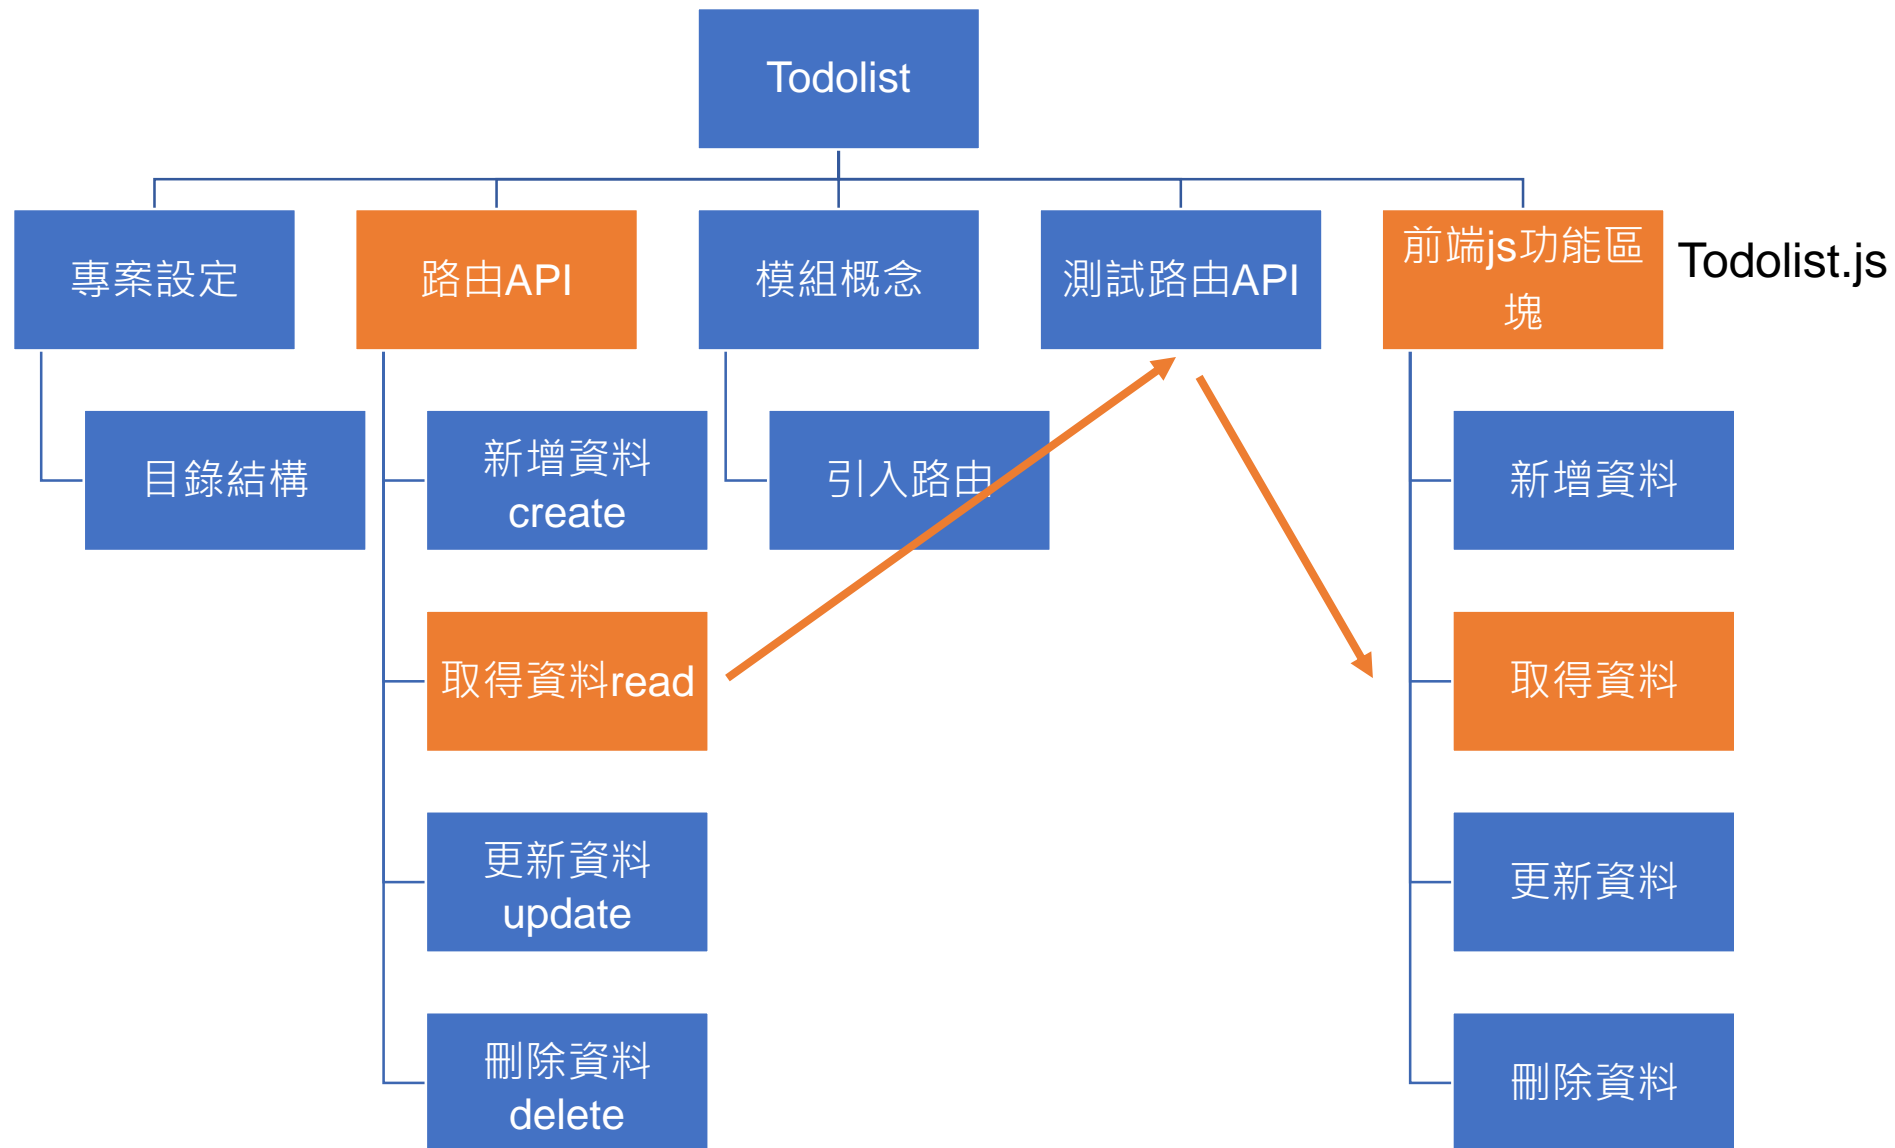 Todolist
專案設定
路由API
模組概念
測試路由API
前端js功能區
塊
Todolist.js
目錄結構
新增資料
create
引入路由
新增資料
取得資料read
取得資料
更新資料
update
更新資料
刪除資料
delete
刪除資料